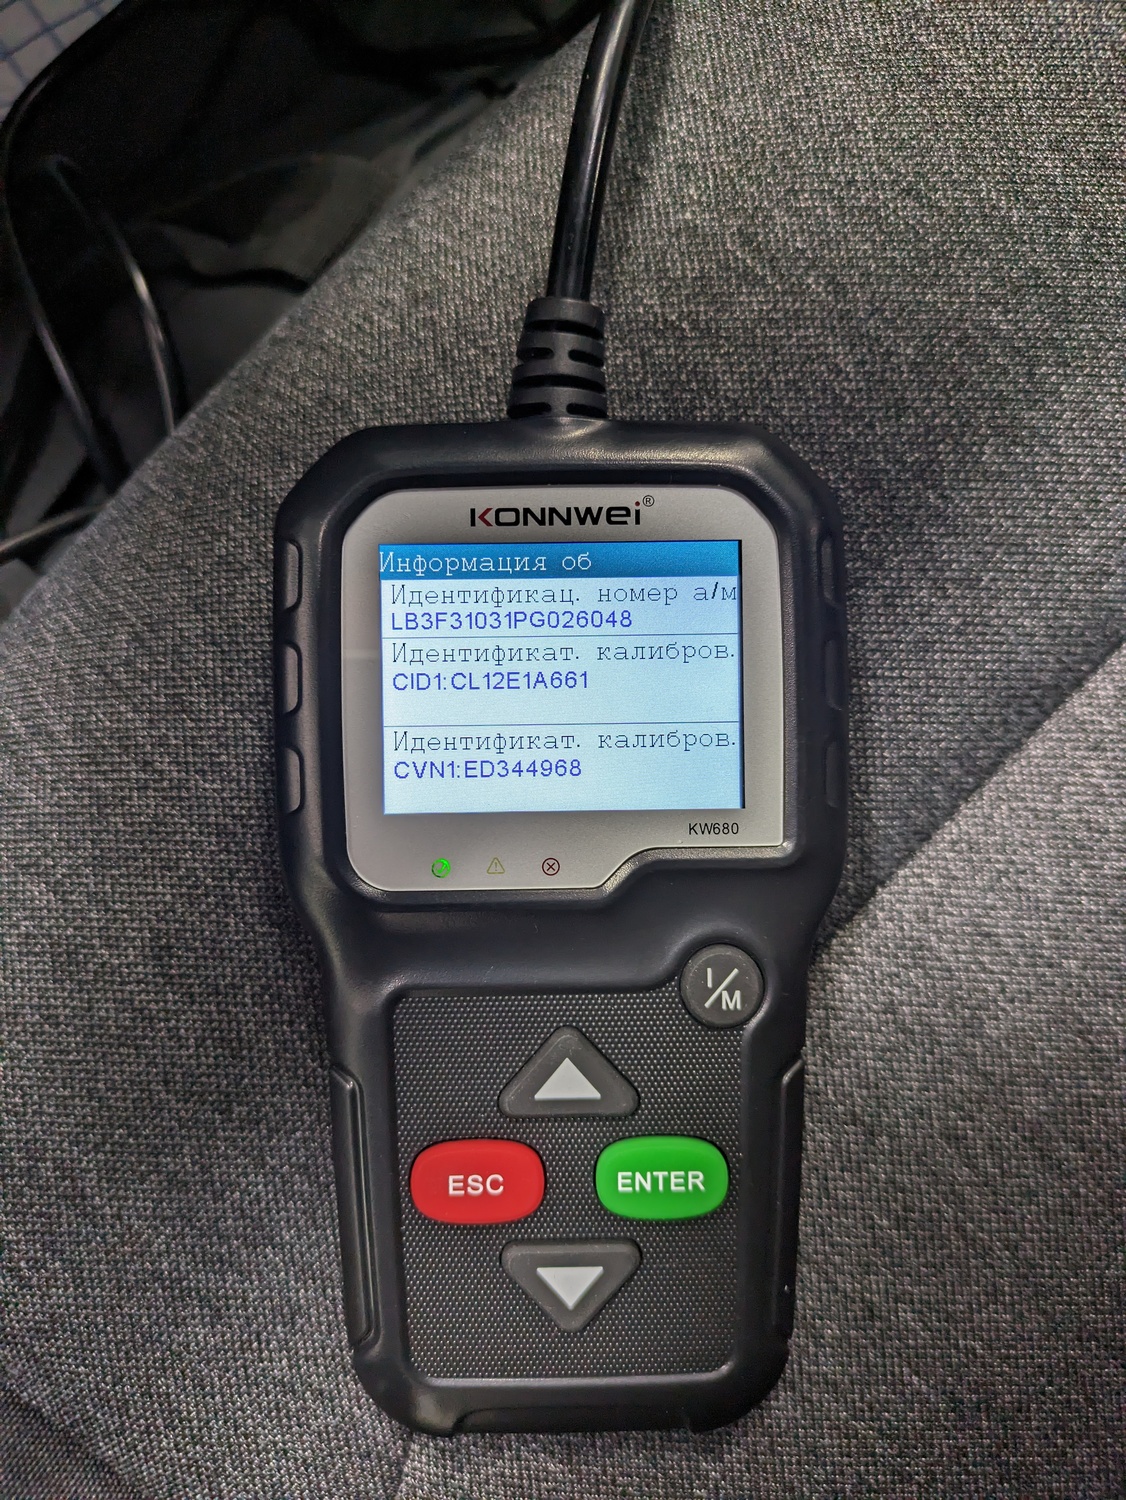 KONNWEI®
Информация об
Идентификац. номер а/м
LB3F31031PG026048
Идентификат. калибров.
CID1:CL12E1A661
Идентификат. калибров.
CVN1:ED344968
KW680
I/M
ESC
ENTER